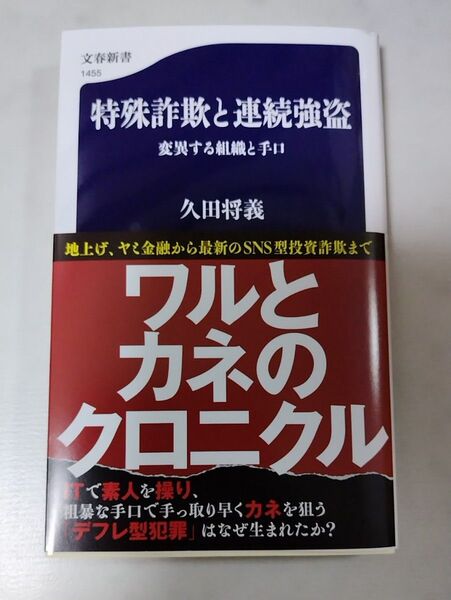 文春新書
1455
特殊詐欺と連続強盗
変異する組織と手口
久田将義
地上げ、ヤミ金融から最新のSNS型投資詐欺まで
ワルと
カネの
クロニクル
ITで素人を操り、
粗暴な手口で手っ取り早くカネを狙う
「デフレ型犯罪」はなぜ生まれたか?